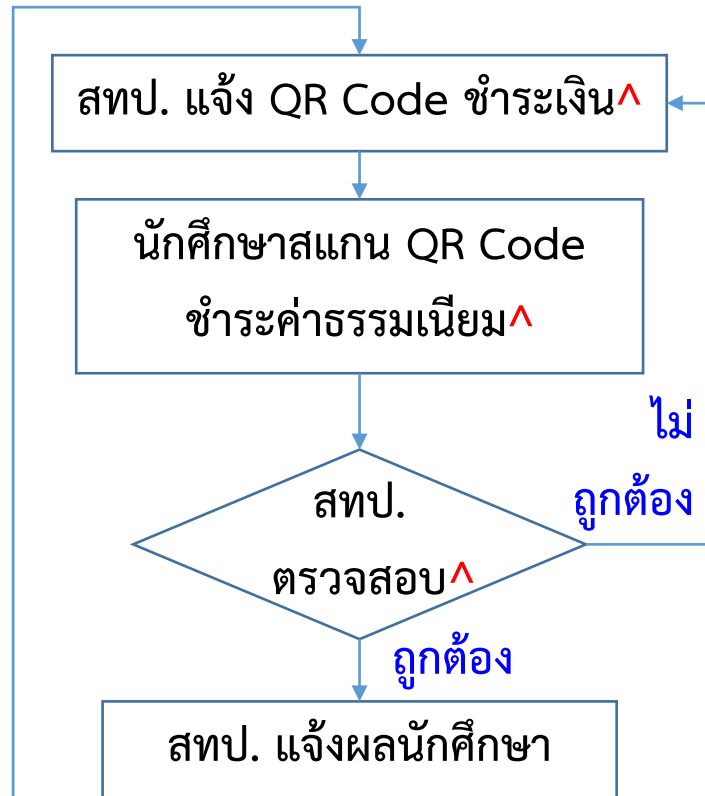 สทป. แจ้ง QR Code ชำระเงิน^
นักศึกษาสแกน QR Code
ชำระค่าธรรมเนียม^
ไม่
ถูกต้อง
สทป.
ตรวจสอบ^
ถูกต้อง
สทป. แจ้งผลนักศึกษา